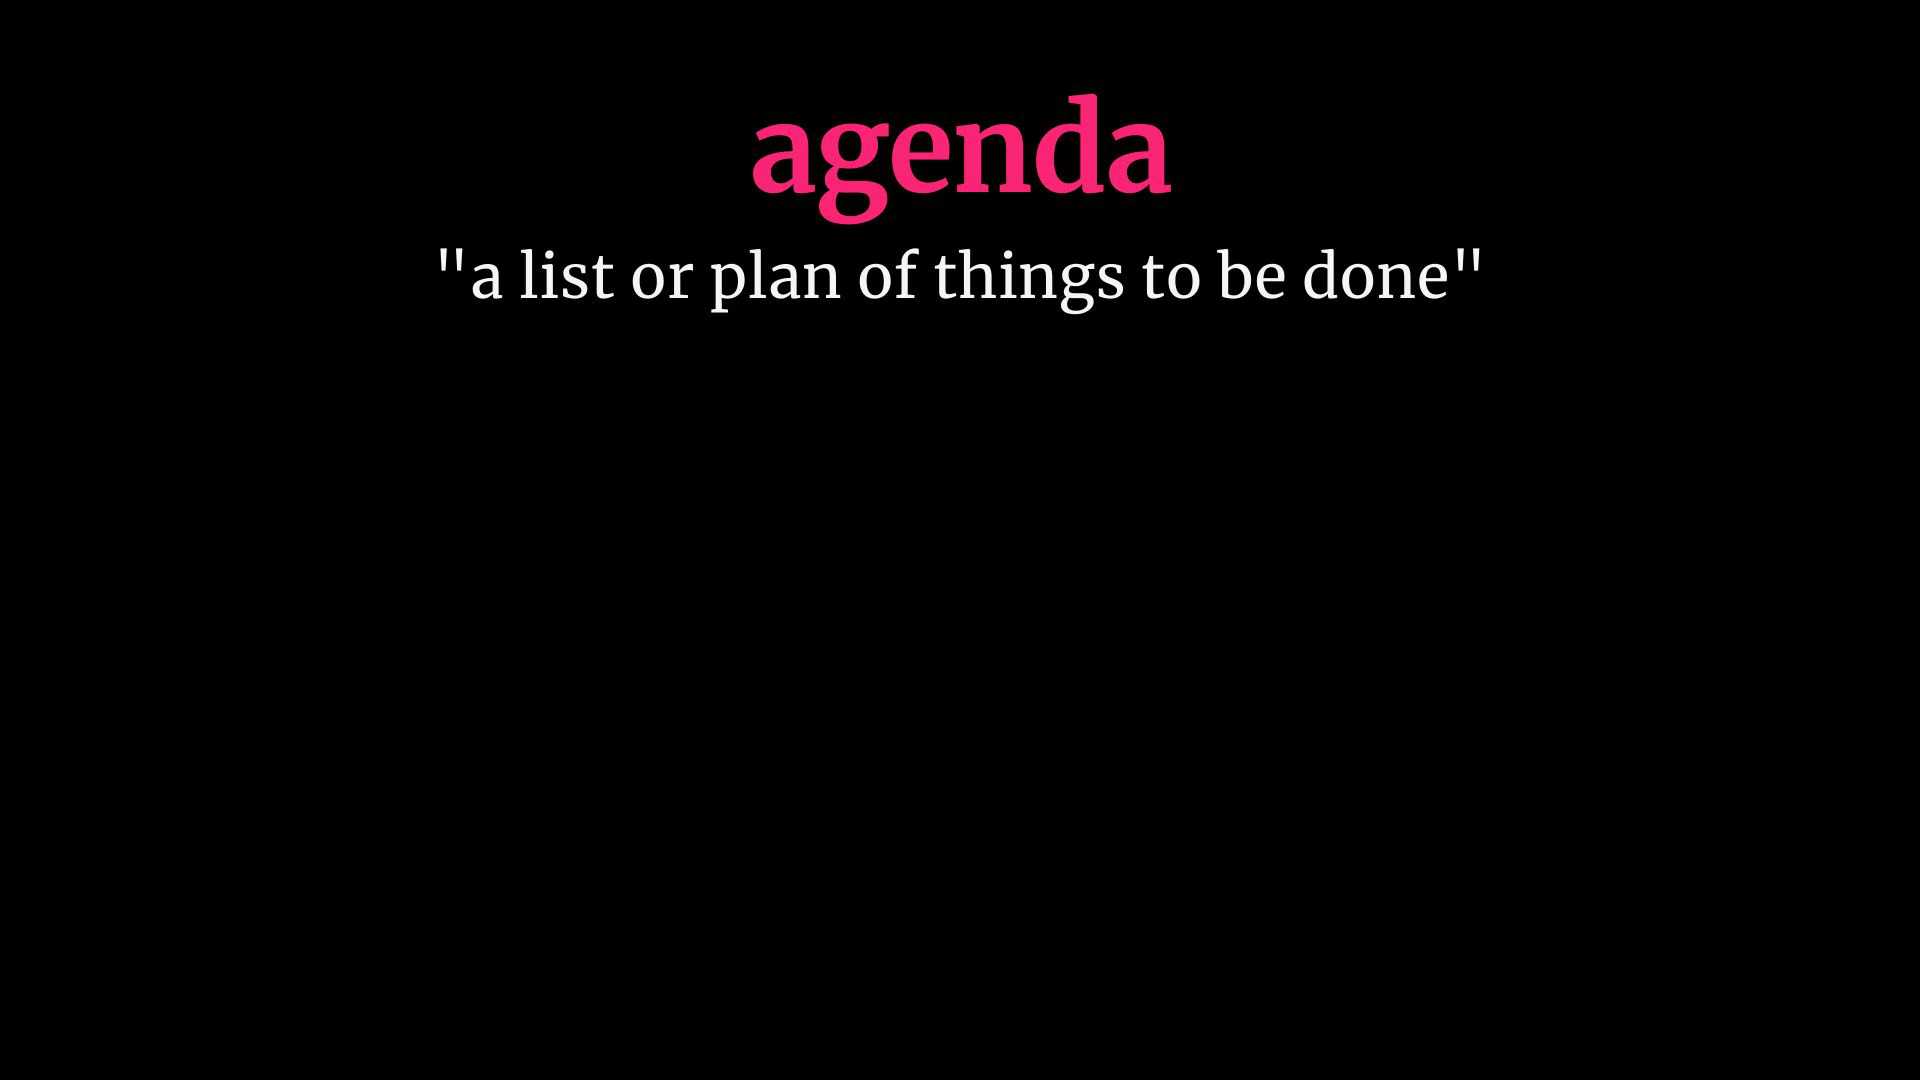 agenda
"a list or plan of things to be done"